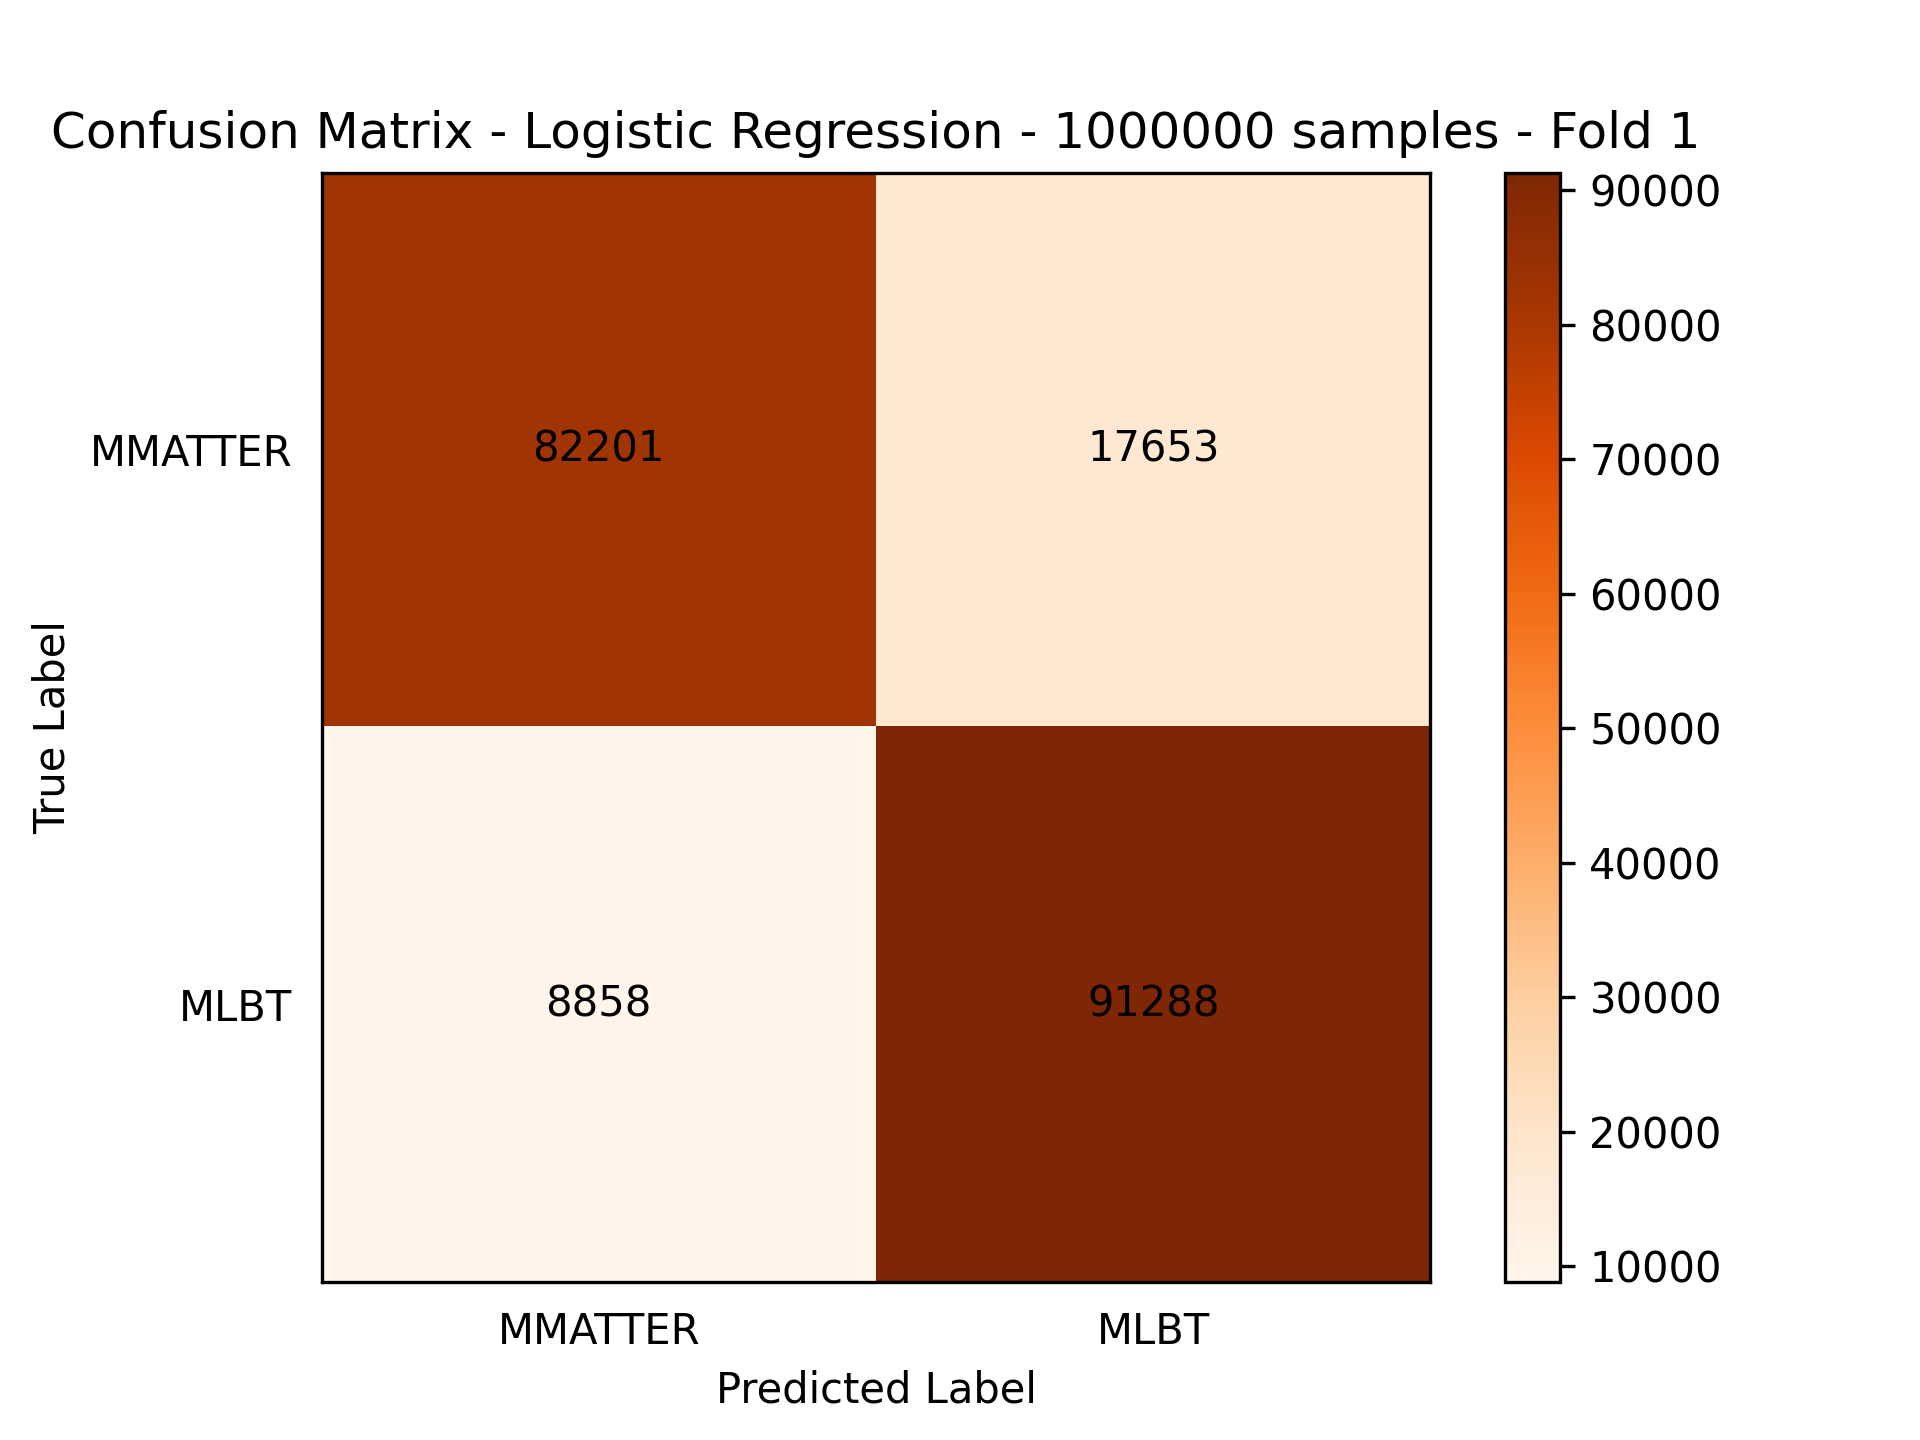 Confusion Matrix - Logistic Regression - 1000000 samples - Fold 1
90000
80000
MMATTER
82201
17653
70000
60000
True Label
50000
40000
MLBT
8858
91288
30000
20000
10000
MMATTER
MLBT
Predicted Label